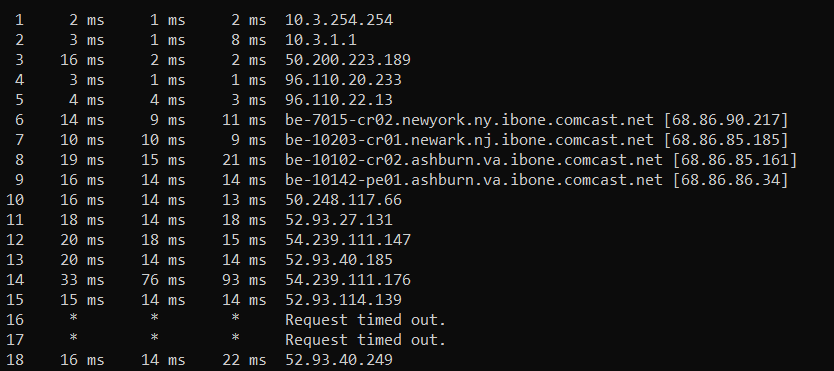 1 2 ms 1 ms 2 ms 10.3.254.254
2 3 ms 1 ms 8 ms 10.3.1.1
3 16 ms 2 ms 2 ms 50.200.223.189
4 3 ms 1 ms 1 ms 96.110.20.233
5 4 ms 4 ms 3 ms 96.110.22.13
6 14 ms 9 ms 11 ms be-7015-cr02.newyork.ny.ibone.comcast.net [68.86.90.217]
7 10 ms 10 ms 9 ms be-10203-cr01.newark.nj.ibone.comcast.net [68.86.85.185]
8 19 ms 15 ms 21 ms be-10102-cr02.ashburn.va.ibone.comcast.net [68.86.85.161]
9 16 ms 14 ms 14 ms be-10142-pe01.ashburn.va.ibone.comcast.net [68.86.86.34]
10 16 ms 14 ms 13 ms 50.248.117.66
11 18 ms 14 ms 18 ms 52.93.27.131
12 20 ms 18 ms 15 ms 54.239.111.147
13 20 ms 14 ms 14 ms 52.93.40.185
14 33 ms 76 ms 93 ms 54.239.111.176
15 15 ms 14 ms 14 ms 52.93.114.139
16 * * * Request timed out.
17 * * * Request timed out.
18 16 ms 14 ms 22 ms 52.93.40.249